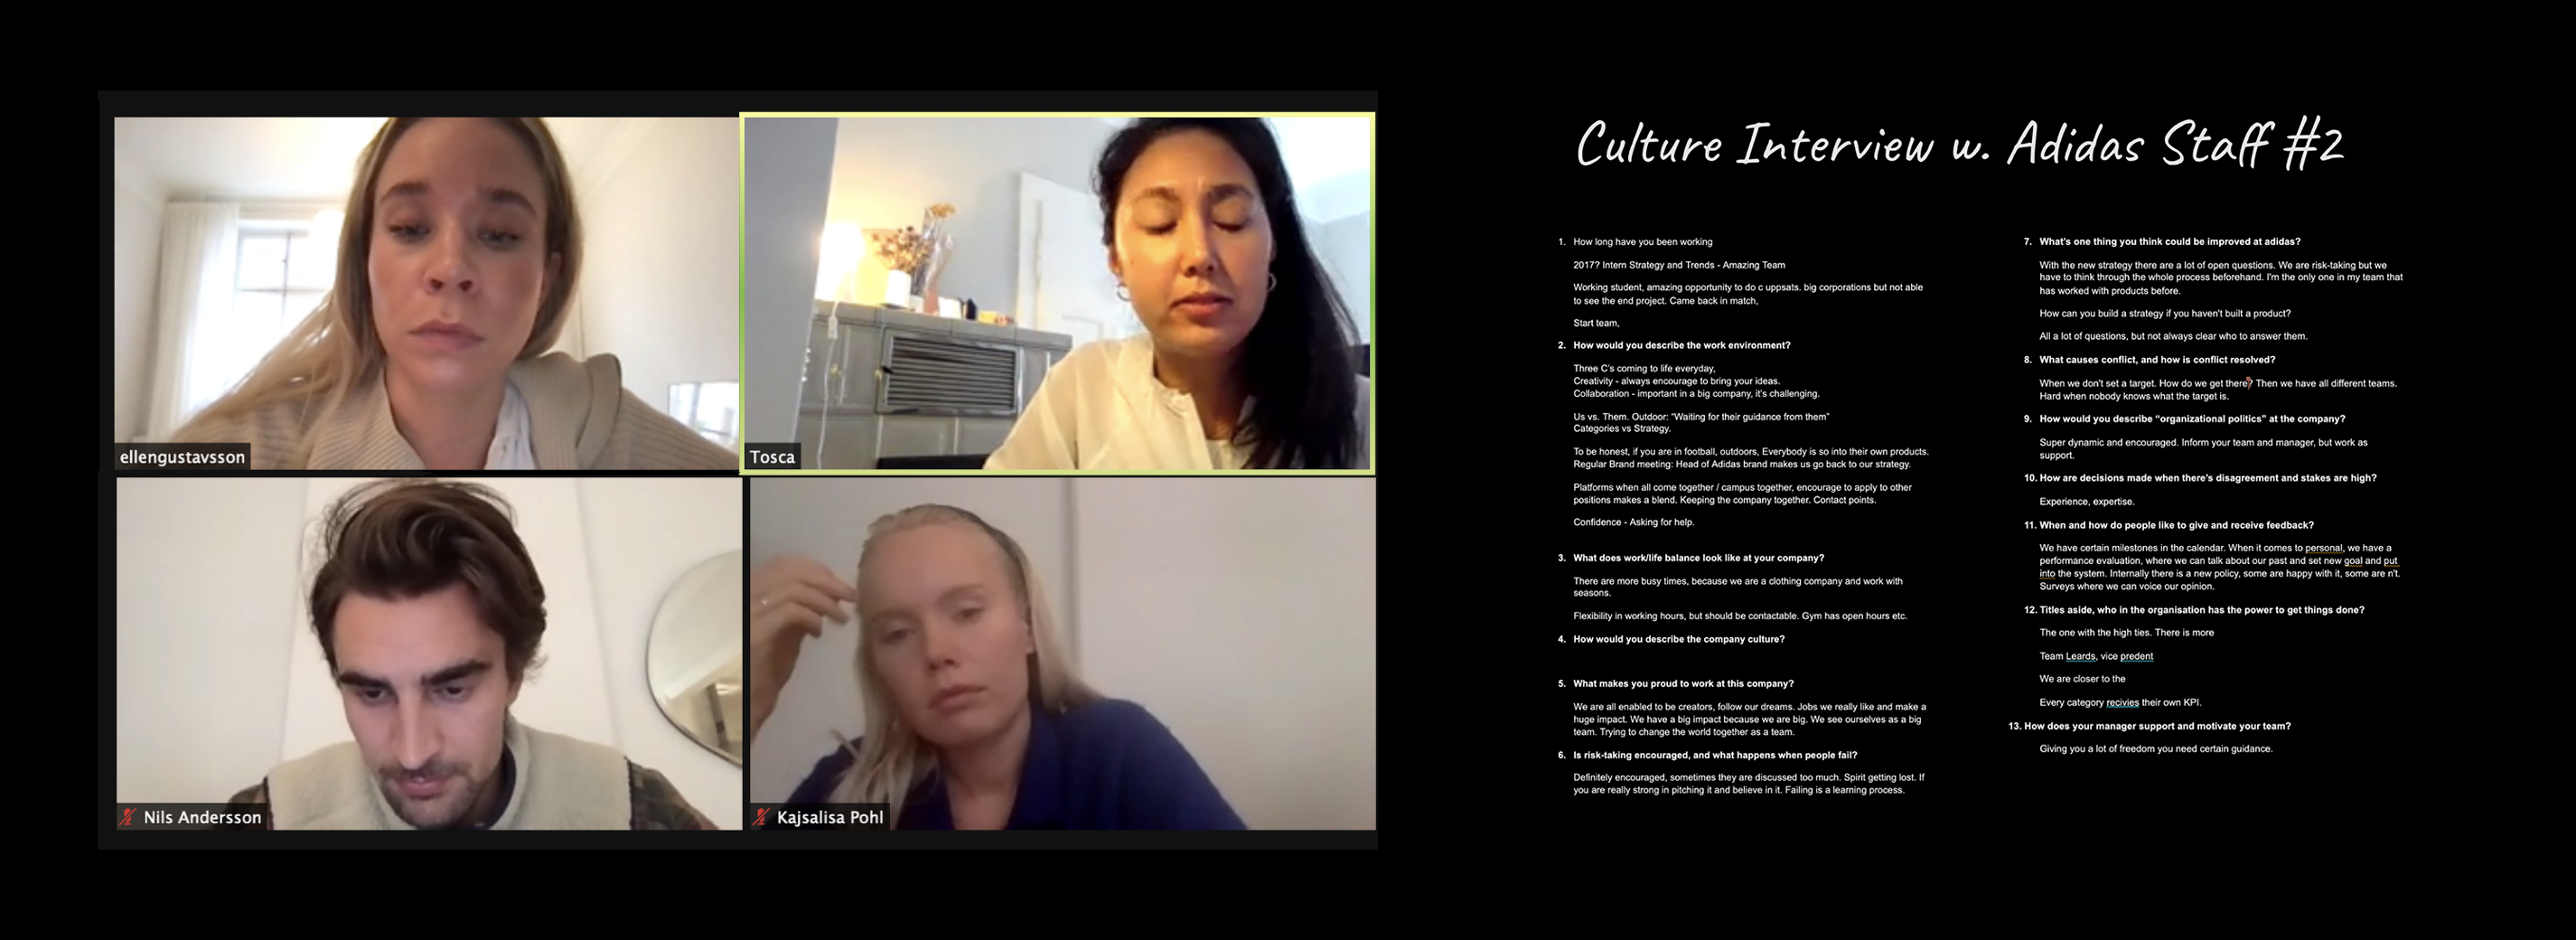 ellengustavsson
Tosca
Nils Andersson
Kajsalisa Pohl
Culture Interview w. Adidas Staff #2
1. How long have you been working
2017? Intern Strategy and Trends - Amazing Team
Working student, amazing opportunity to do c uppsats. big corporations but not able
to see the end project. Came back in match,
Start team,
2. How would you describe the work environment?
Three C's coming to life everyday,
Creativity - always encourage to bring your ideas.
Collaboration - important in a big company, it's challenging.
Us vs. Them. Outdoor: “Waiting for their guidance from them”
Categories vs Strategy.
To be honest, if you are in football, outdoors, Everybody is so into their own products.
Regular Brand meeting: Head of Adidas brand makes us go back to our strategy.
Platforms when all come together / campus together, encourage to apply to other
positions makes a blend. Keeping the company together. Contact points.
Confidence - Asking for help.
3. What does work/life balance look like at your company?
There are more busy times, because we are a clothing company and work with
seasons.
Flexibility in working hours, but should be contactable. Gym has open hours etc.
4. How would you describe the company culture?
5. What makes you proud to work at this company?
We are all enabled to be creators, follow our dreams. Jobs we really like and make a
huge impact. We have a big impact because we are big. We see ourselves as a big
team. Trying to change the world together as a team.
6. Is risk-taking encouraged, and what happens when people fail?
Definitely encouraged, sometimes they are discussed too much. Spirit getting lost. If
you are really strong in pitching it and believe in it. Failing is a learning process.
7. What's one thing you think could be improved at adidas?
With the new strategy there are a lot of open questions. We are risk-taking but we
have to think through the whole process beforehand. I'm the only one in my team that
has worked with products before.
How can you build a strategy if you haven't built a product?
All a lot of questions, but not always clear who to answer them.
8. What causes conflict, and how is conflict resolved?
When we don't set a target. How do we get there? Then we have all different teams.
Hard when nobody knows what the target is.
9. How would you describe “organizational politics” at the company?
Super dynamic and encouraged. Inform your team and manager, but work as
support.
10. How are decisions made when there's disagreement and stakes are high?
Experience, expertise.
11. When and how do people like to give and receive feedback?
We have certain milestones in the calendar. When it comes to personal, we have a
performance evaluation, where we can talk about our past and set new goal and put
into the system. Internally there is a new policy, some are happy with it, some are n't.
Surveys where we can voice our opinion.
12. Titles aside, who in the organisation has the power to get things done?
The one with the high ties. There is more
Team Leards, vice predent
We are closer to the
Every category recivies their own KPI.
13. How does your manager support and motivate your team?
Giving you a lot of freedom you need certain guidance.